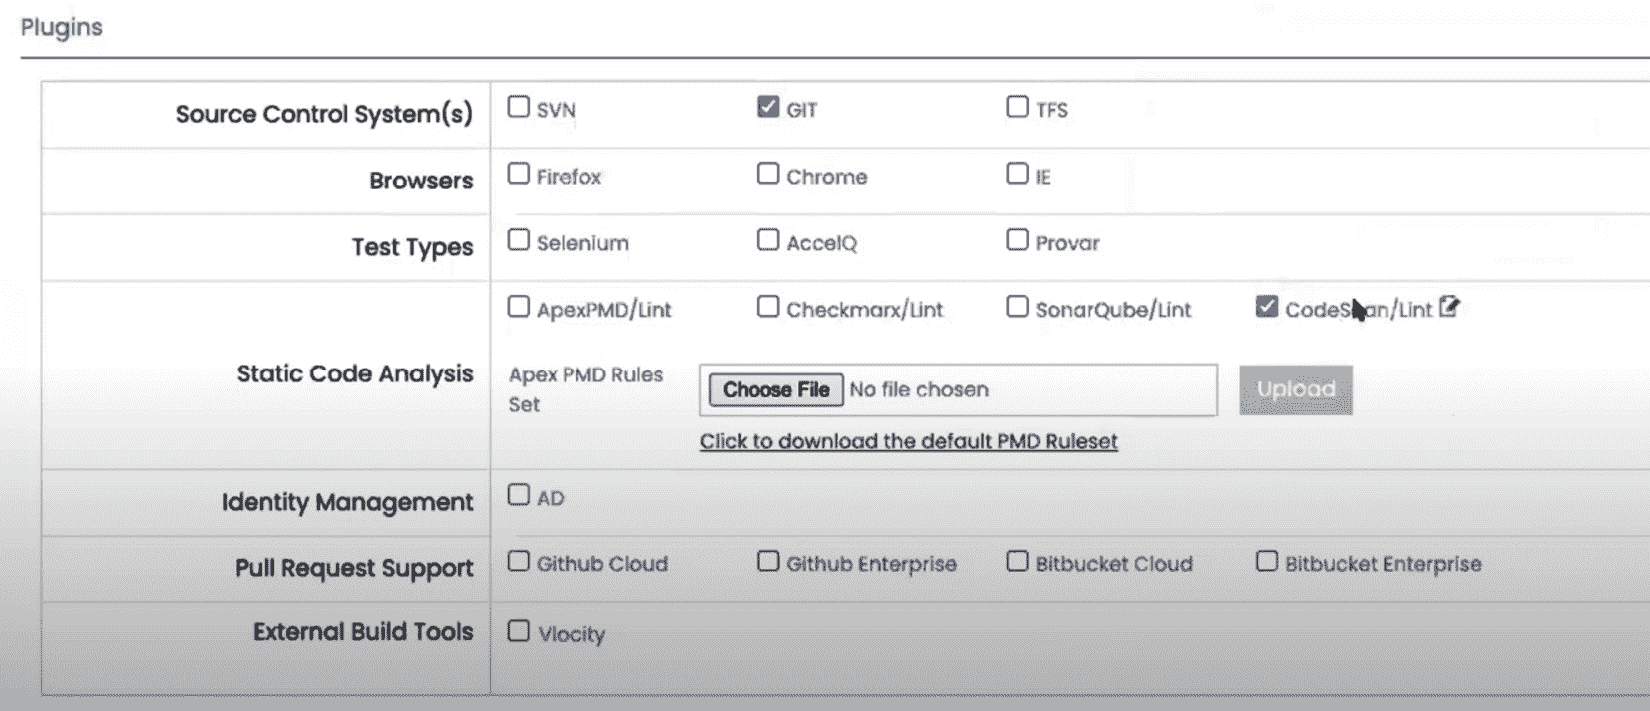 Plugins
Source Control System(s) SVN GIT TFS
Browsers Firefox Chrome IE
Test Types Selenium AccelQ Provar
ApexPMD/Lint Checkmarx/Lint SonarQube/Lint CodeScan/Lint
Static Code Analysis
Apex PMD Rules Set
Choose File No file chosen Upload
Click to download the default PMD Ruleset
Identity Management AD
Pull Request Support Github Cloud Github Enterprise Bitbucket Cloud Bitbucket Enterprise
External Build Tools Vlocity